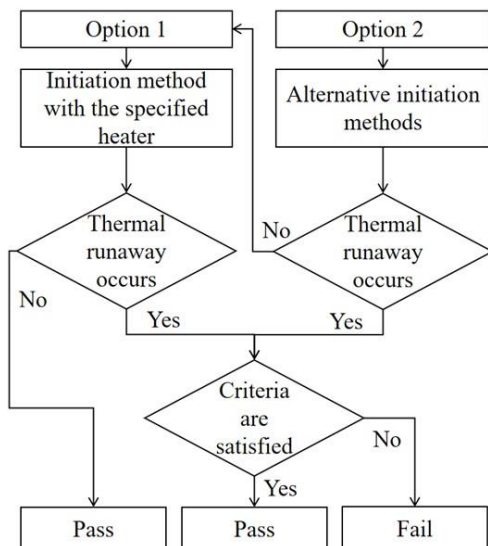 Option 1
Option 2
Initiation method
with the specified
heater
Alternative initiation
methods
Thermal
runaway
occurs
No
Thermal
runaway
occurs
No
Yes
Yes
Criteria
are
satisfied
No
Yes
Pass
Pass
Fail